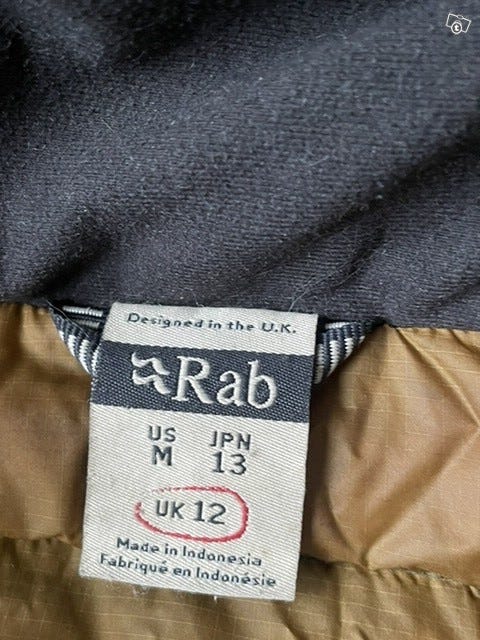 Designed in the U.K.
Rab
US JPN
M 13
UK 12
Made in Indonesia
Fabriqué en Indonésie